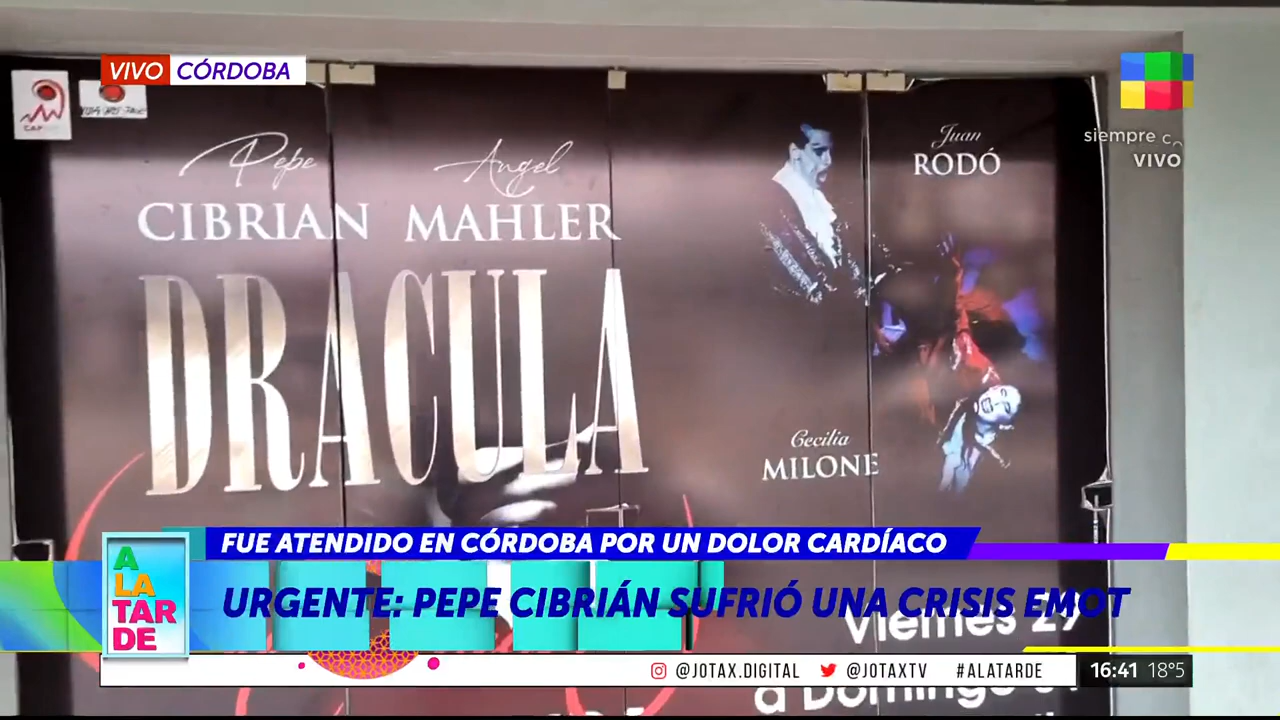 VIVO CÓRDOBA
siempre
VIVO
Pepe
CIBRIAN
Angel
MAHLER
DRACULA
Juan
RODÓ
Cecilia
MILONE
FUE ATENDIDO EN CÓRDOBA POR UN DOLOR CARDÍACO
A
LA
TAR
DE
URGENTE: PEPE CIBRIÁN SUFRIÓ UNA CRISIS EMOT
Viernes 29
a Domingo
@JOTAX.DIGITAL @JOTAXTV #ALATARDE
16:41 18°5